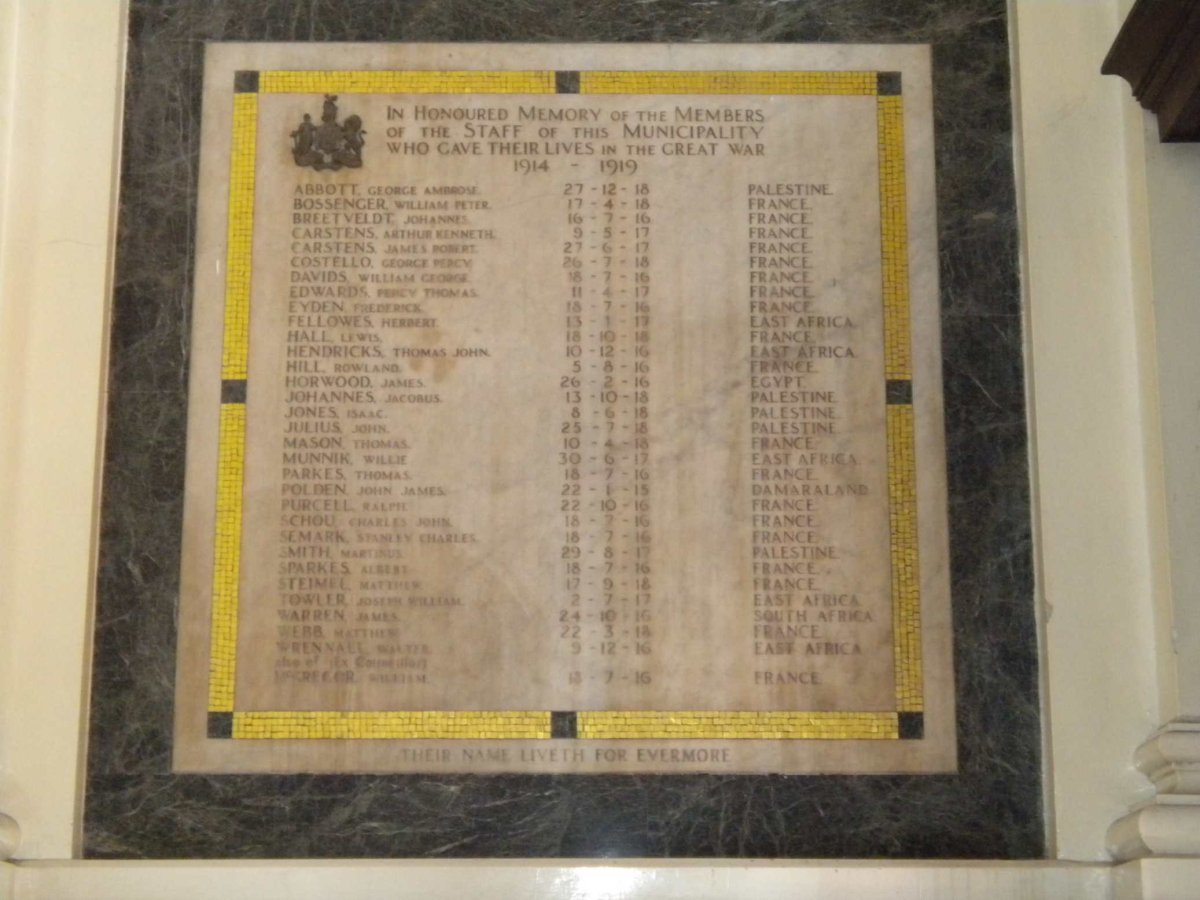 IN HONOURED MEMORY OF THE MEMBERS
OF THE STAFF OF THIS MUNICIPALITY
WHO GAVE THEIR LIVES IN THE GREAT WAR
1914 - 1919
ABBOTT, GEORGE AMBROSE. 27-12-18 PALESTINE.
BOSSENGER, WILLIAM PETER. 17-4-18 FRANCE.
BREETVELDT, JOHANNES. 16-7-16 FRANCE.
CARSTENS, ARTHUR KENNETH. 9-5-17 FRANCE.
CARSTENS, JAMES ROBERT. 27-6-17 FRANCE.
COSTELLO, GEORGE PERCY. 26-7-18 FRANCE.
DAVIDS, WILLIAM GEORGE. 18-7-16 FRANCE.
EDWARDS, PERCY THOMAS. 11-4-17 FRANCE.
EYDEN, FREDERICK. 18-7-16 FRANCE.
FELLOWES, HERBERT. 13-1-17 EAST AFRICA.
HALL, LEWIS. 18-10-18 FRANCE.
HENDRICKS, THOMAS JOHN. 10-12-16 EAST AFRICA.
HILL, ROWLAND. 5-8-16 FRANCE.
HORWOOD, JAMES. 26-2-16 EGYPT.
JOHANNES, JACOBUS. 13-10-18 PALESTINE.
JONES, ISAAC. 8-6-18 PALESTINE.
JULIUS, JOHN. 25-7-18 PALESTINE.
MASON, THOMAS. 10-4-18 FRANCE.
MUNNIK, WILLIE 30-6-17 EAST AFRICA.
PARKES, THOMAS. 18-7-16 FRANCE.
POLDEN, JOHN JAMES. 22-1-15 DAMARALAND.
PURCELL, RALPH. 22-10-16 FRANCE.
SCHOU, CHARLES JOHN. 18-7-16 FRANCE.
SEMARK, STANLEY CHARLES. 18-7-16 FRANCE.
SMITH, MARTINUS. 29-8-17 PALESTINE.
SPARKES, ALBERT. 18-7-16 FRANCE.
STEIMEL, MATTHEW. 17-9-18 FRANCE.
TOWLER, JOSEPH WILLIAM. 2-7-17 EAST AFRICA.
WARREN, JAMES. 24-10-16 SOUTH AFRICA.
WEBB, MATTHEW. 22-3-18 FRANCE.
WRENNALL, WALTER. 9-12-16 EAST AFRICA.
also of (Ex Councillor)
McGREGOR, WILLIAM. 18-7-16 FRANCE.
THEIR NAME LIVETH FOR EVERMORE